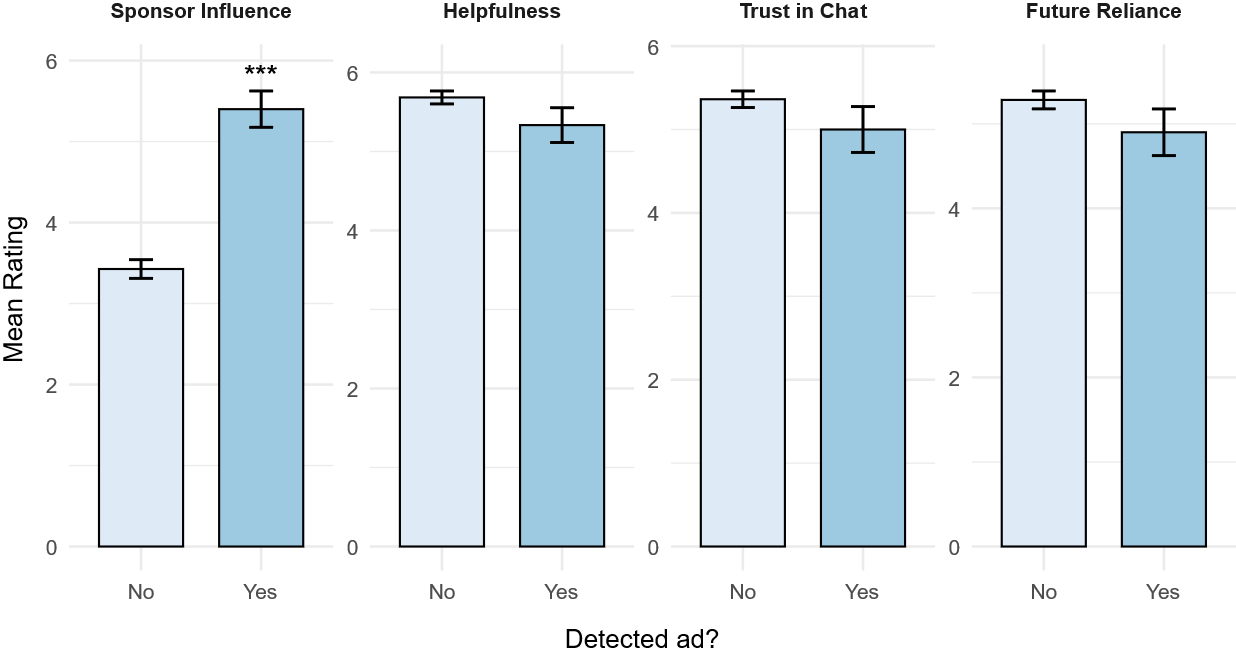 Sponsor Influence
Helpfulness
Trust in Chat
Future Reliance
Mean Rating
6
4
2
0
***
No
Yes
6
4
2
0
No
Yes
6
4
2
0
No
Yes
4
2
0
No
Yes
Detected ad?